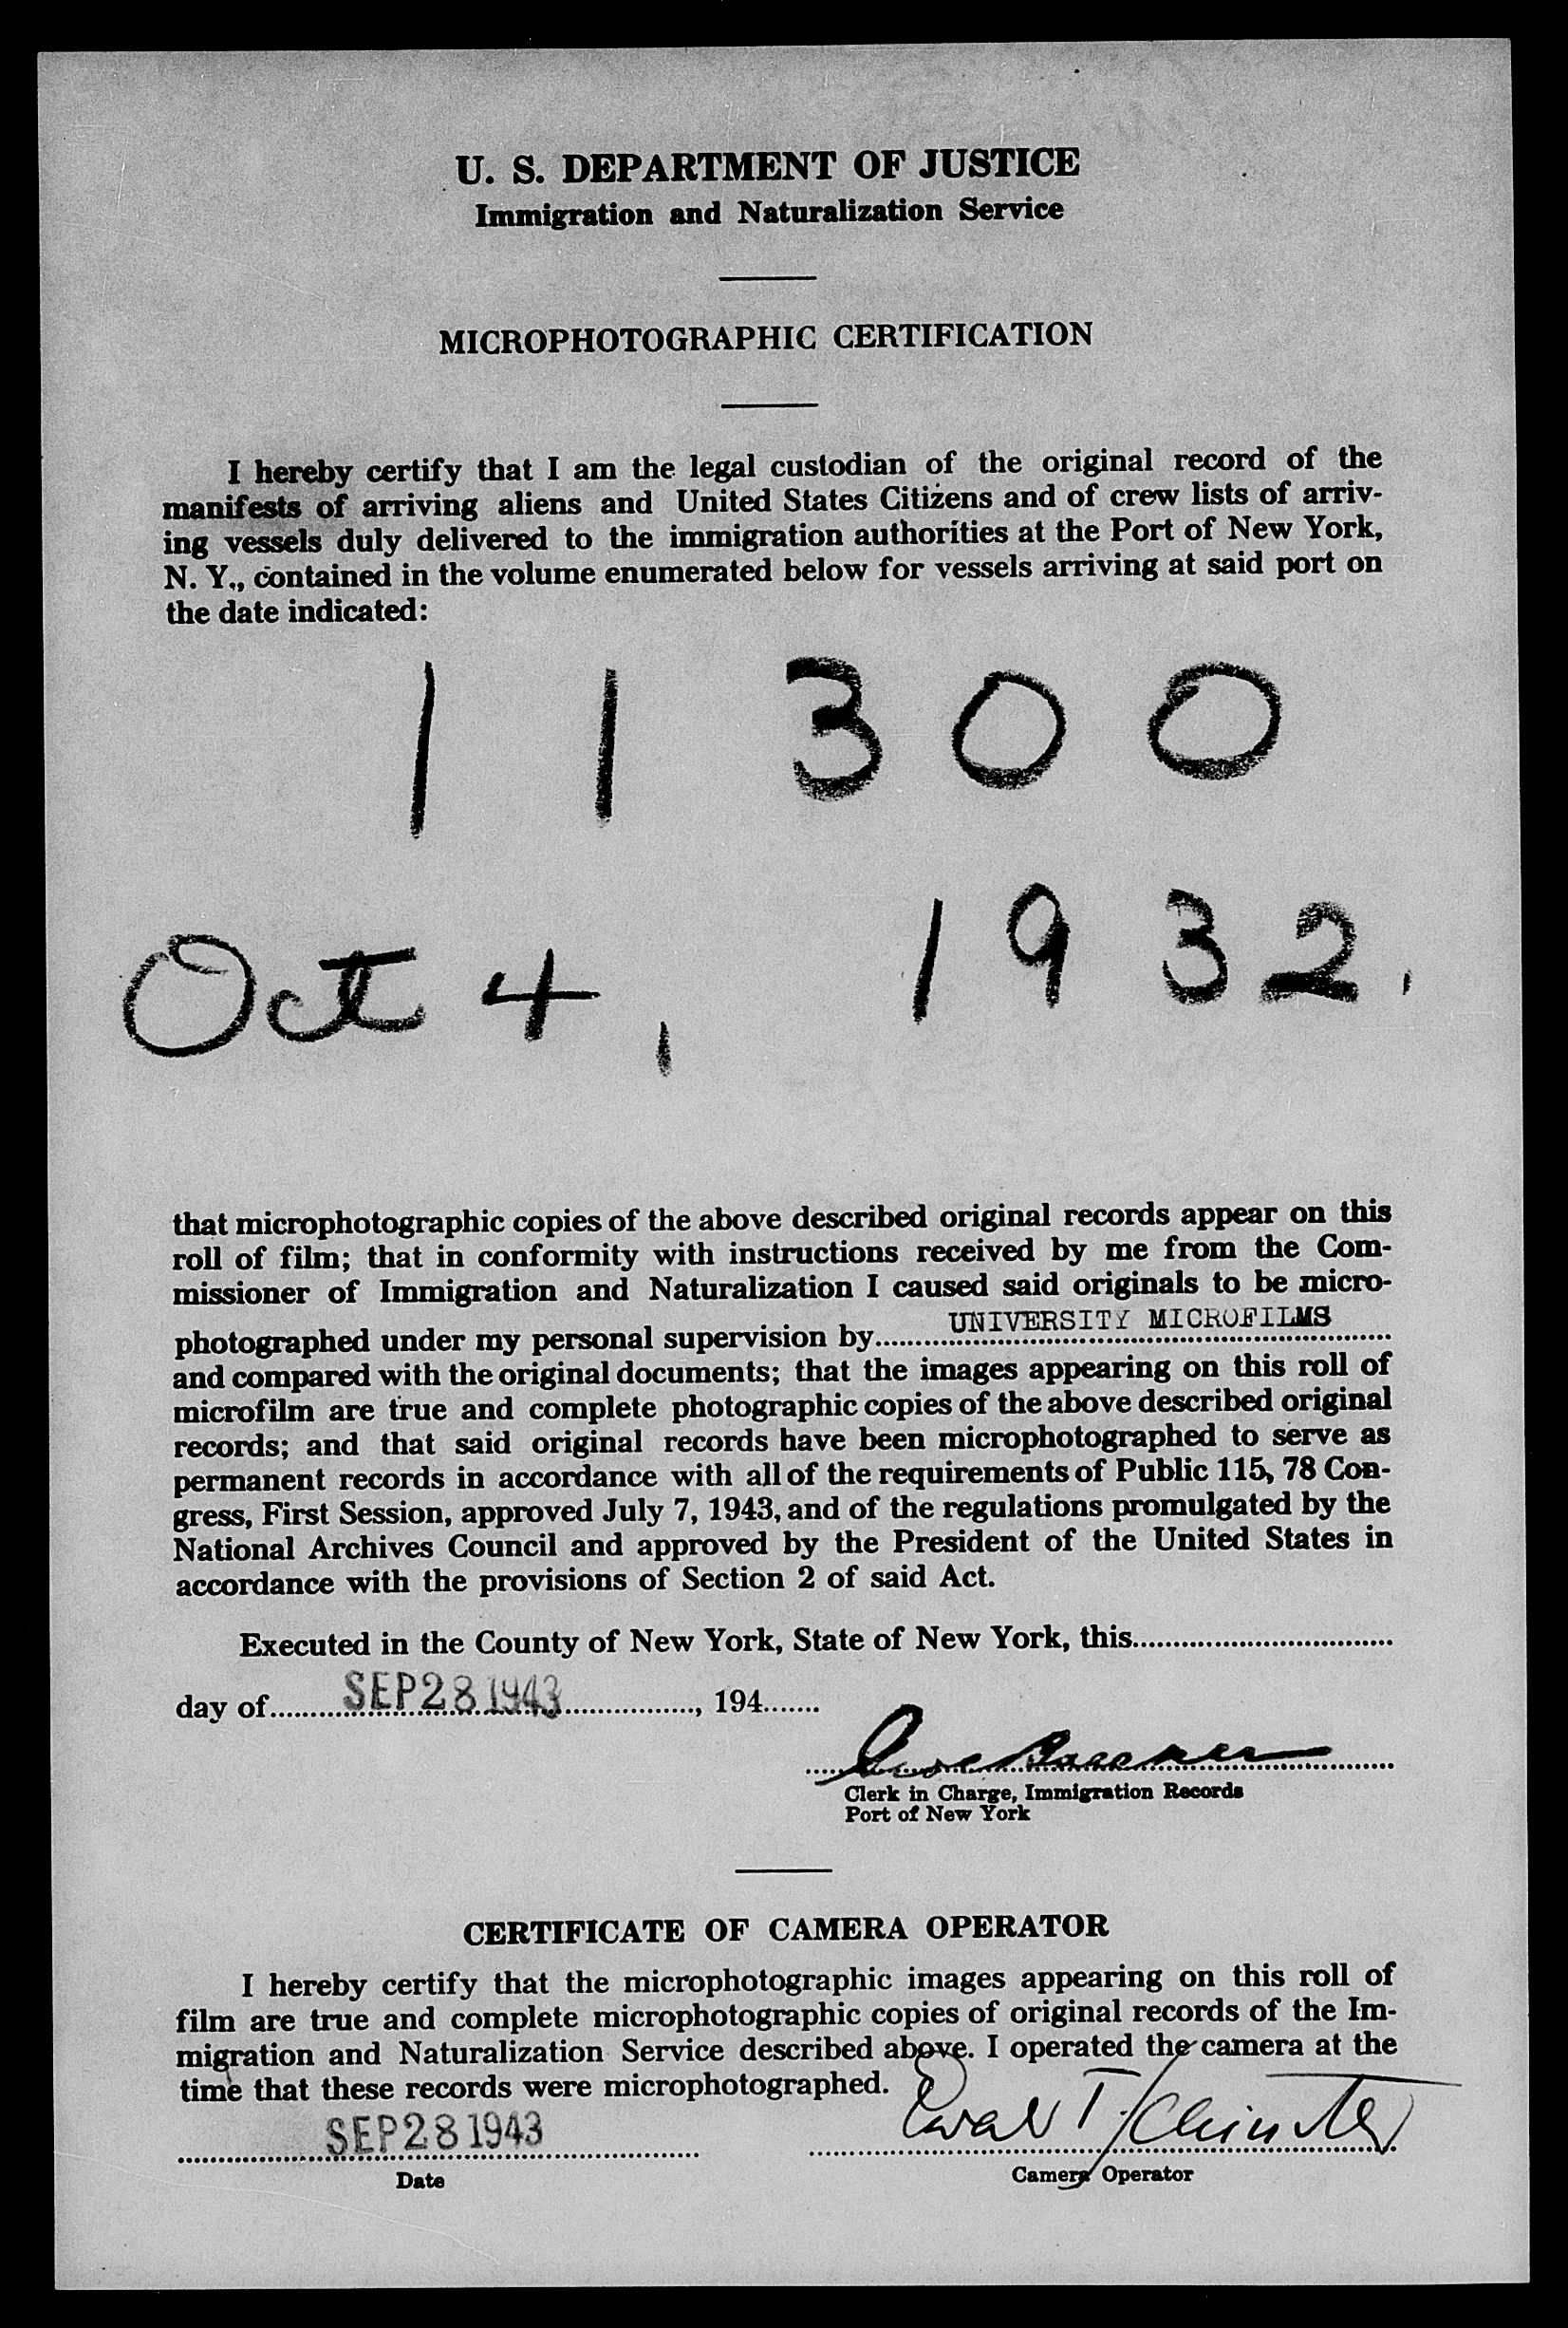 U. S. DEPARTMENT OF JUSTICE
Immigration and Naturalization Service
MICROPHOTOGRAPHIC CERTIFICATION
I hereby certify that I am the legal custodian of the original record of the
manifests of arriving aliens and United States Citizens and of crew lists of arriv-
ing vessels duly delivered to the immigration authorities at the Port of New York,
N. Y., contained in the volume enumerated below for vessels arriving at said port on
the date indicated:
11300
Oct 4, 1932,
that microphotographic copies of the above described original records appear on this
roll of film; that in conformity with instructions received by me from the Com-
missioner of Immigration and Naturalization I caused said originals to be micro-
photographed under my personal supervision by UNIVERSITY MICROFILMS
and compared with the original documents; that the images appearing on this roll of
microfilm are true and complete photographic copies of the above described original
records; and that said original records have been microphotographed to serve as
permanent records in accordance with all of the requirements of Public 115, 78 Con-
gress, First Session, approved July 7, 1943, and of the regulations promulgated by the
National Archives Council and approved by the President of the United States in
accordance with the provisions of Section 2 of said Act.
Executed in the County of New York, State of New York, this
day of SEP 28 1943, 194
Clerk in Charge, Immigration Records
Port of New York
CERTIFICATE OF CAMERA OPERATOR
I hereby certify that the microphotographic images appearing on this roll of
film are true and complete microphotographic copies of original records of the Im-
migration and Naturalization Service described above. I operated the camera at the
time that these records were microphotographed.
SEP 28 1943
Date
Camera Operator